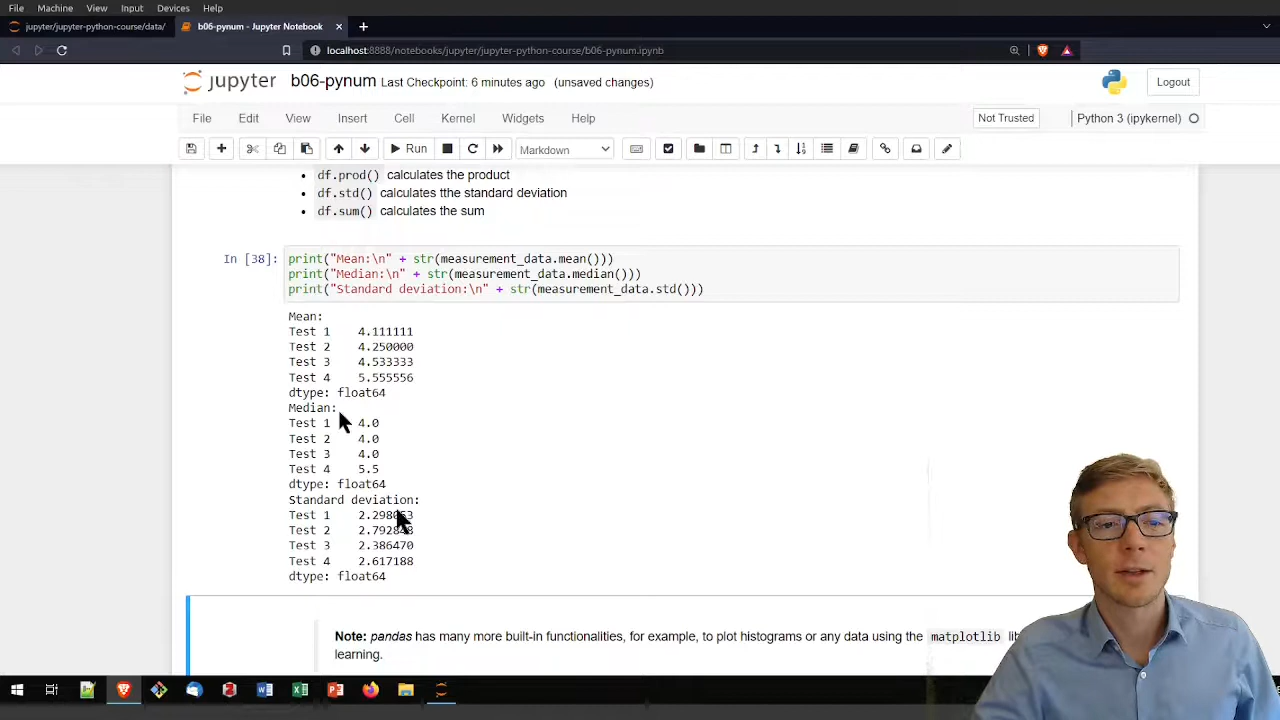 File Machine View Input Devices Help
jupyter/jupyter-python-course/data/
b06-pynum - Jupyter Notebook
localhost:8888/notebooks/jupyter/jupyter-python-course/b06-pynum.ipynb
jupyter b06-pynum Last Checkpoint: 6 minutes ago (unsaved changes)
Logout
File Edit View Insert Cell Kernel Widgets Help
Not Trusted
Python 3 (ipykernel)
Run
Markdown
• df.prod() calculates the product
• df.std() calculates tthe standard deviation
• df.sum() calculates the sum
In [38]:
print("Mean:\n" + str(measurement_data.mean()))
print("Median:\n" + str(measurement_data.median()))
print("Standard deviation:\n" + str(measurement_data.std()))
Mean:
Test 1 4.111111
Test 2 4.250000
Test 3 4.533333
Test 4 5.555556
dtype: float64
Median:
Test 1 4.0
Test 2 4.0
Test 3 4.0
Test 4 5.5
dtype: float64
Standard deviation:
Test 1
Test 2
Test 3 2.386470
Test 4 2.617188
dtype: float64
Note: pandas has many more built-in functionalities, for example, to plot histograms or any data using the matplotlib
learning.